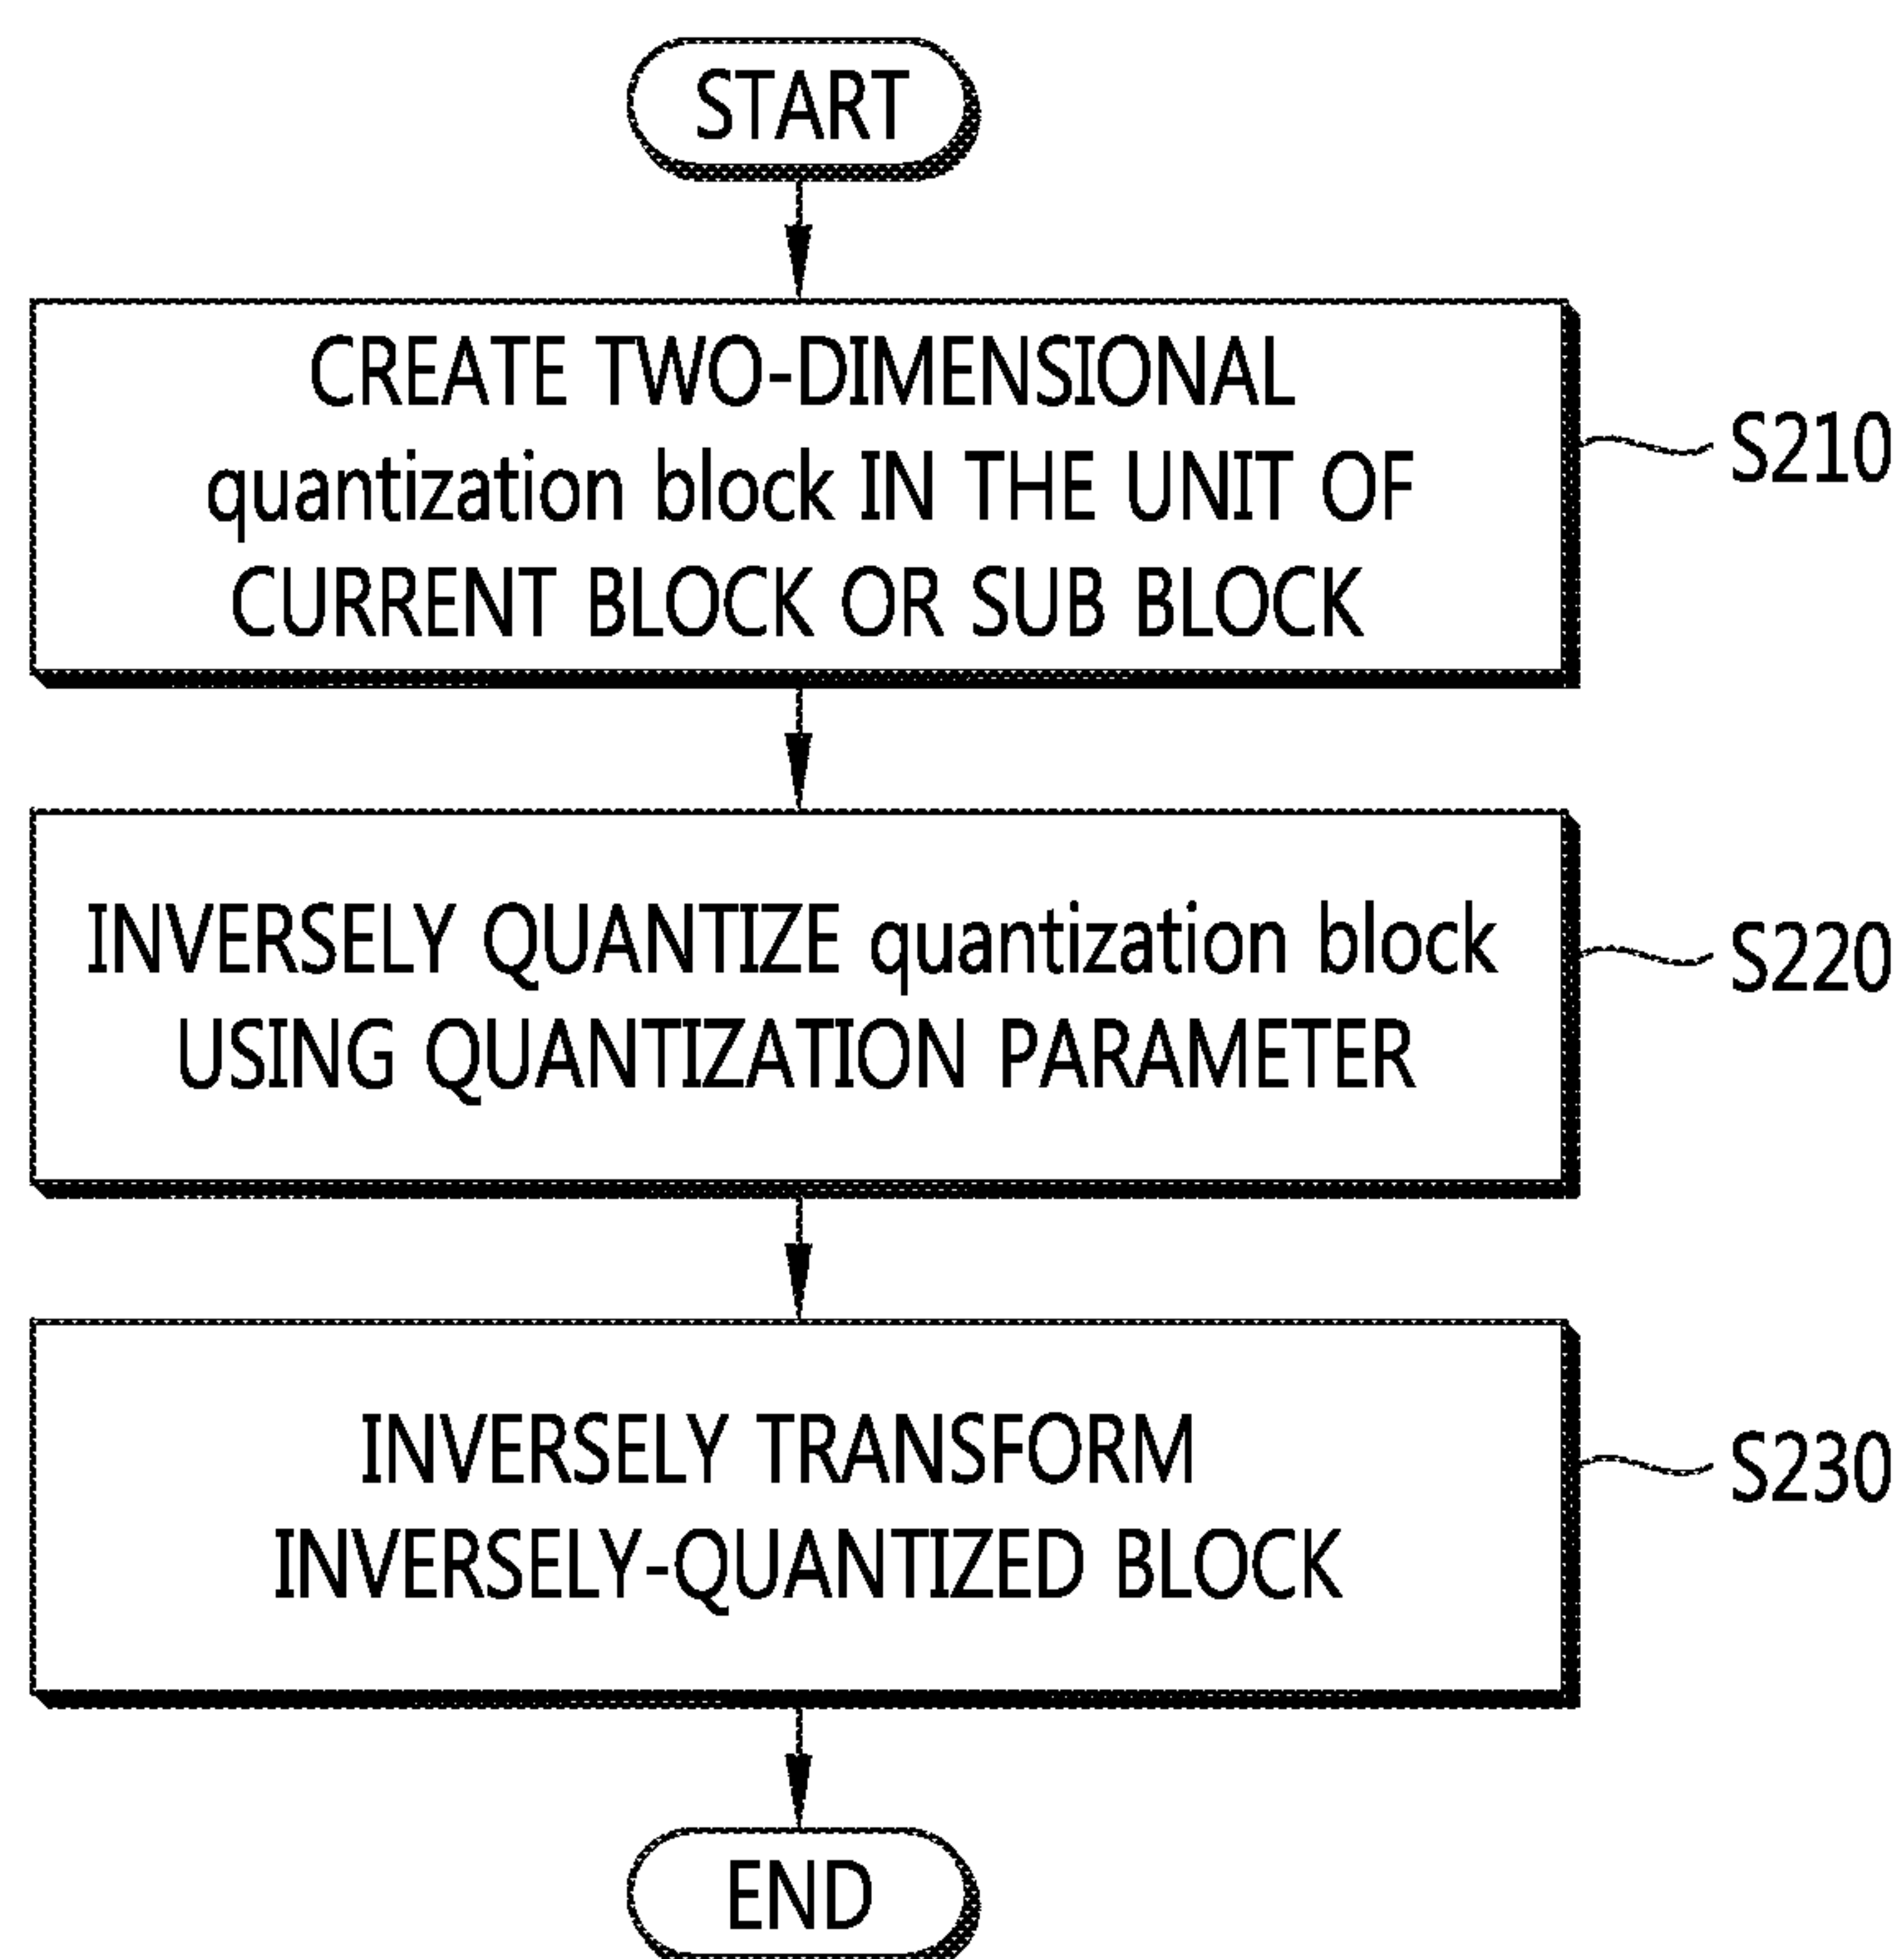 START
CREATE TWO-DIMENSIONAL
quantization block IN THE UNIT OF
CURRENT BLOCK OR SUB BLOCK
S210
INVERSELY QUANTIZE quantization block
USING QUANTIZATION PARAMETER
S220
INVERSELY TRANSFORM
INVERSELY-QUANTIZED BLOCK
S230
END